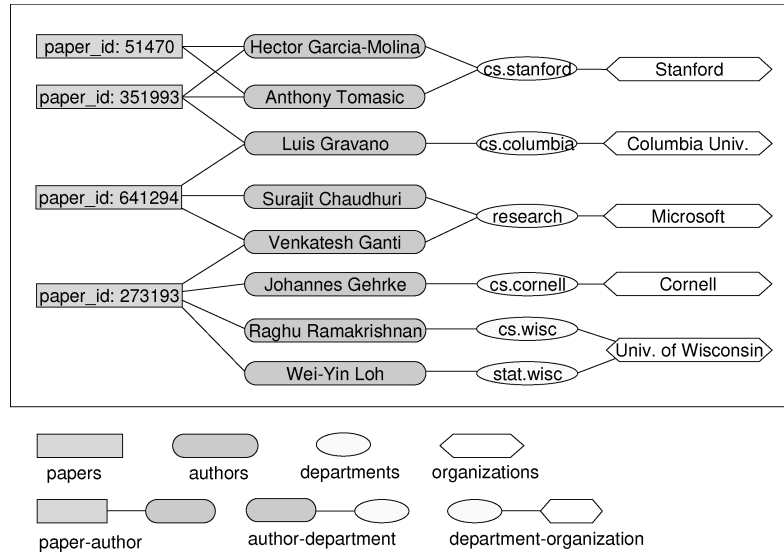 paper_id: 51470
Hector Garcia-Molina
cs.stanford
Stanford
paper_id: 351993
Anthony Tomasic
Luis Gravano
cs.columbia
Columbia Univ.
paper_id: 641294
Surajit Chaudhuri
research
Microsoft
Venkatesh Ganti
paper_id: 273193
Johannes Gehrke
cs.cornell
Cornell
Raghu Ramakrishnan
cs.wisc
Univ. of Wisconsin
Wei-Yin Loh
stat.wisc
papers
authors
departments
organizations
paper-author
author-department
department-organization